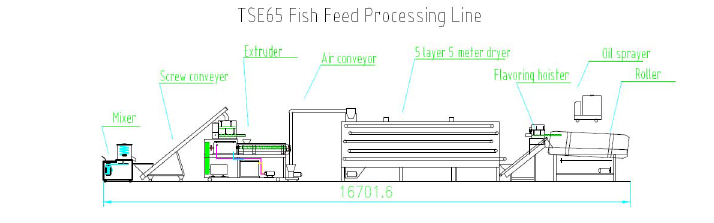 TSE65 Fish Feed Processing Line
Extruder
Air conveyor
5 layer 5 meter dryer
Oil sprayer
Screw conveyer
Flavoring hoister
Roller
Mixer
16701.6